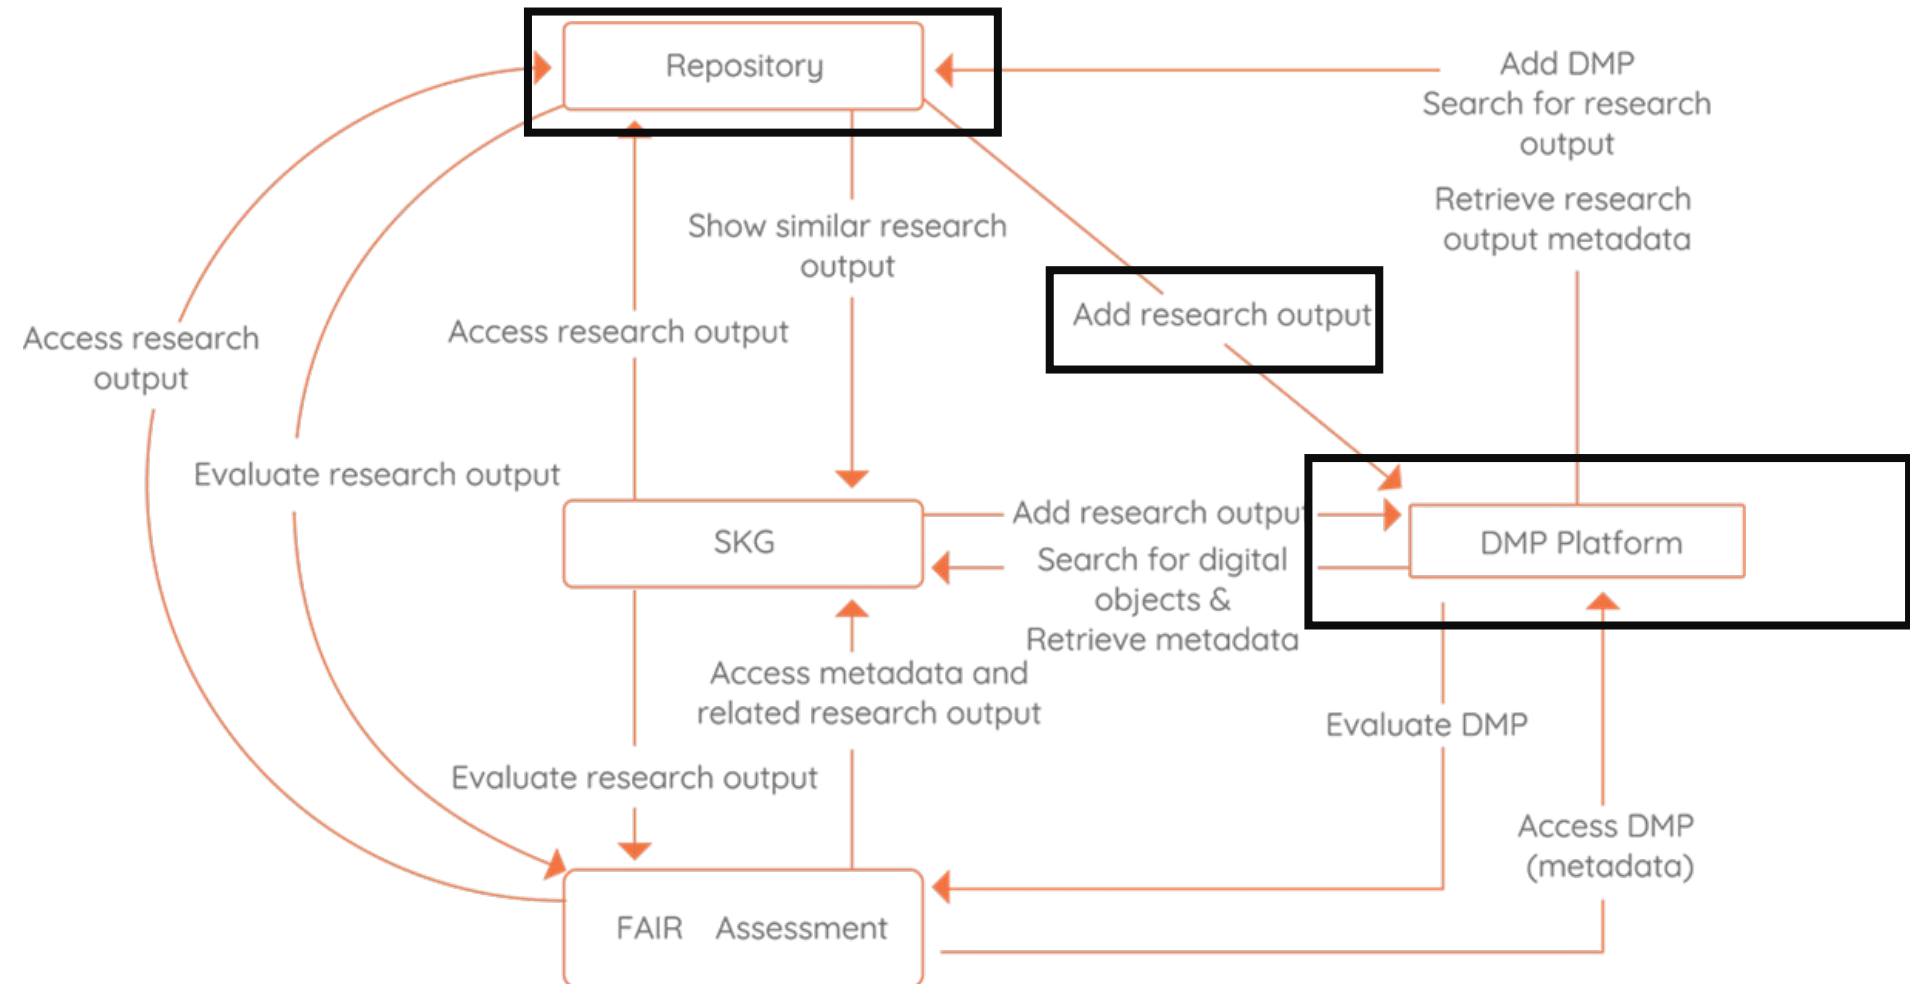 Repository
Add DMP
Search for research
output
Retrieve research
output metadata
Show similar research
output
Add research output
Access research output
Access research
output
Evaluate research output
SKG
Add research output
Search for digital
objects &
Retrieve metadata
DMP Platform
Access metadata and
related research output
Evaluate DMP
Evaluate research output
Access DMP
(metadata)
FAIR Assessment